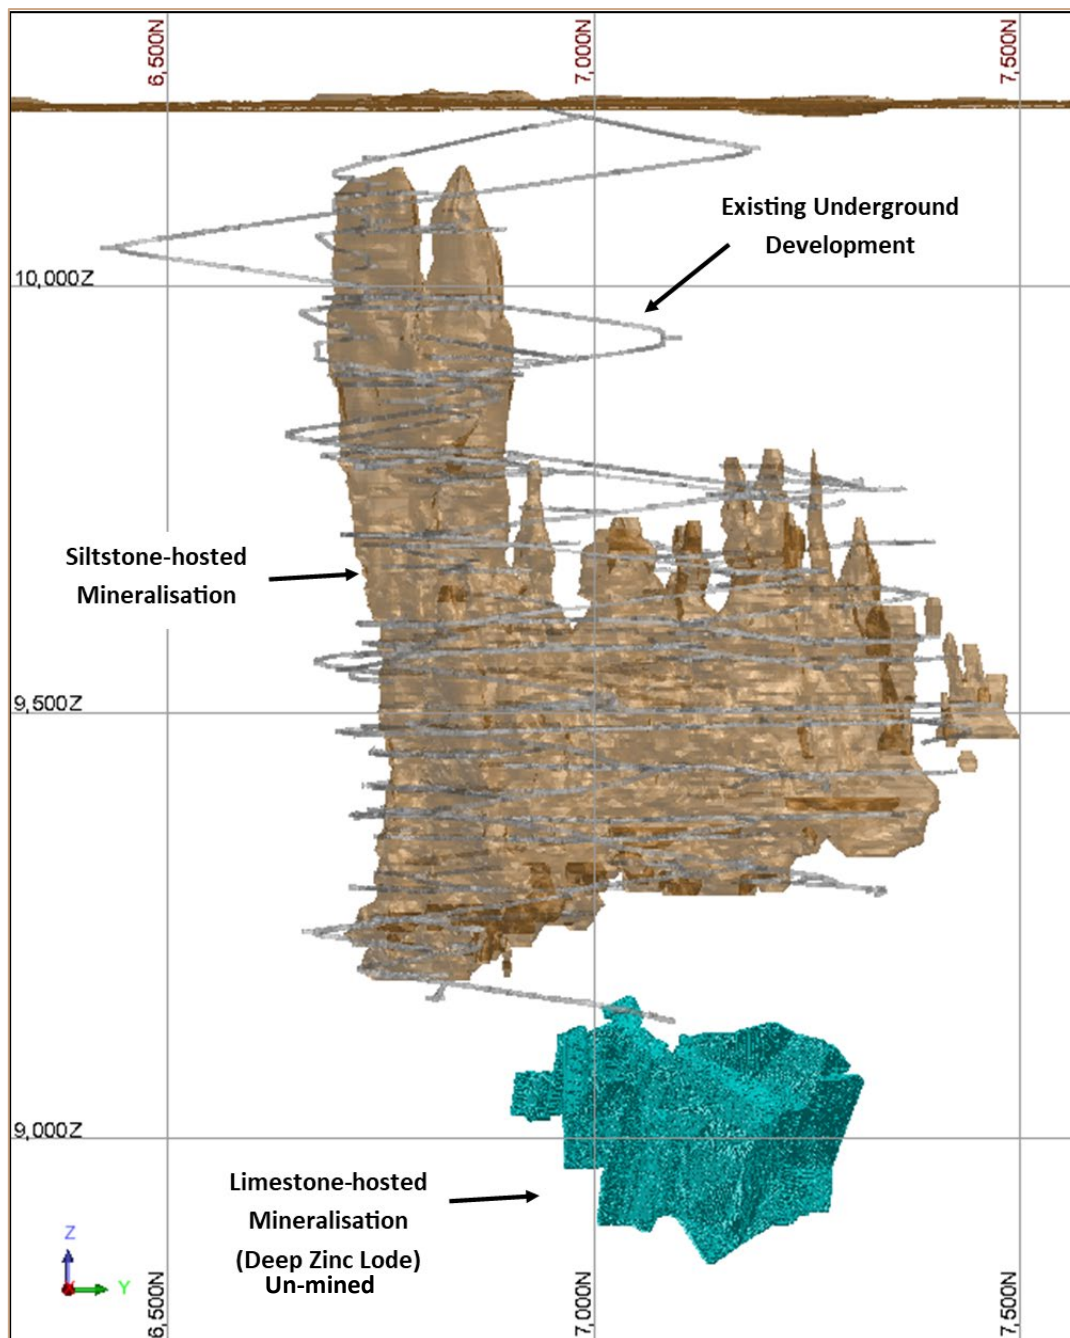 6,500N
7,000N
7,500N
Existing Underground
Development
10,000Z
Siltstone-hosted
Mineralisation
9,500Z
9,000Z
Limestone-hosted
Mineralisation
(Deep Zinc Lode)
Un-mined
Z
Y
6,500N
7,000N
7,500N